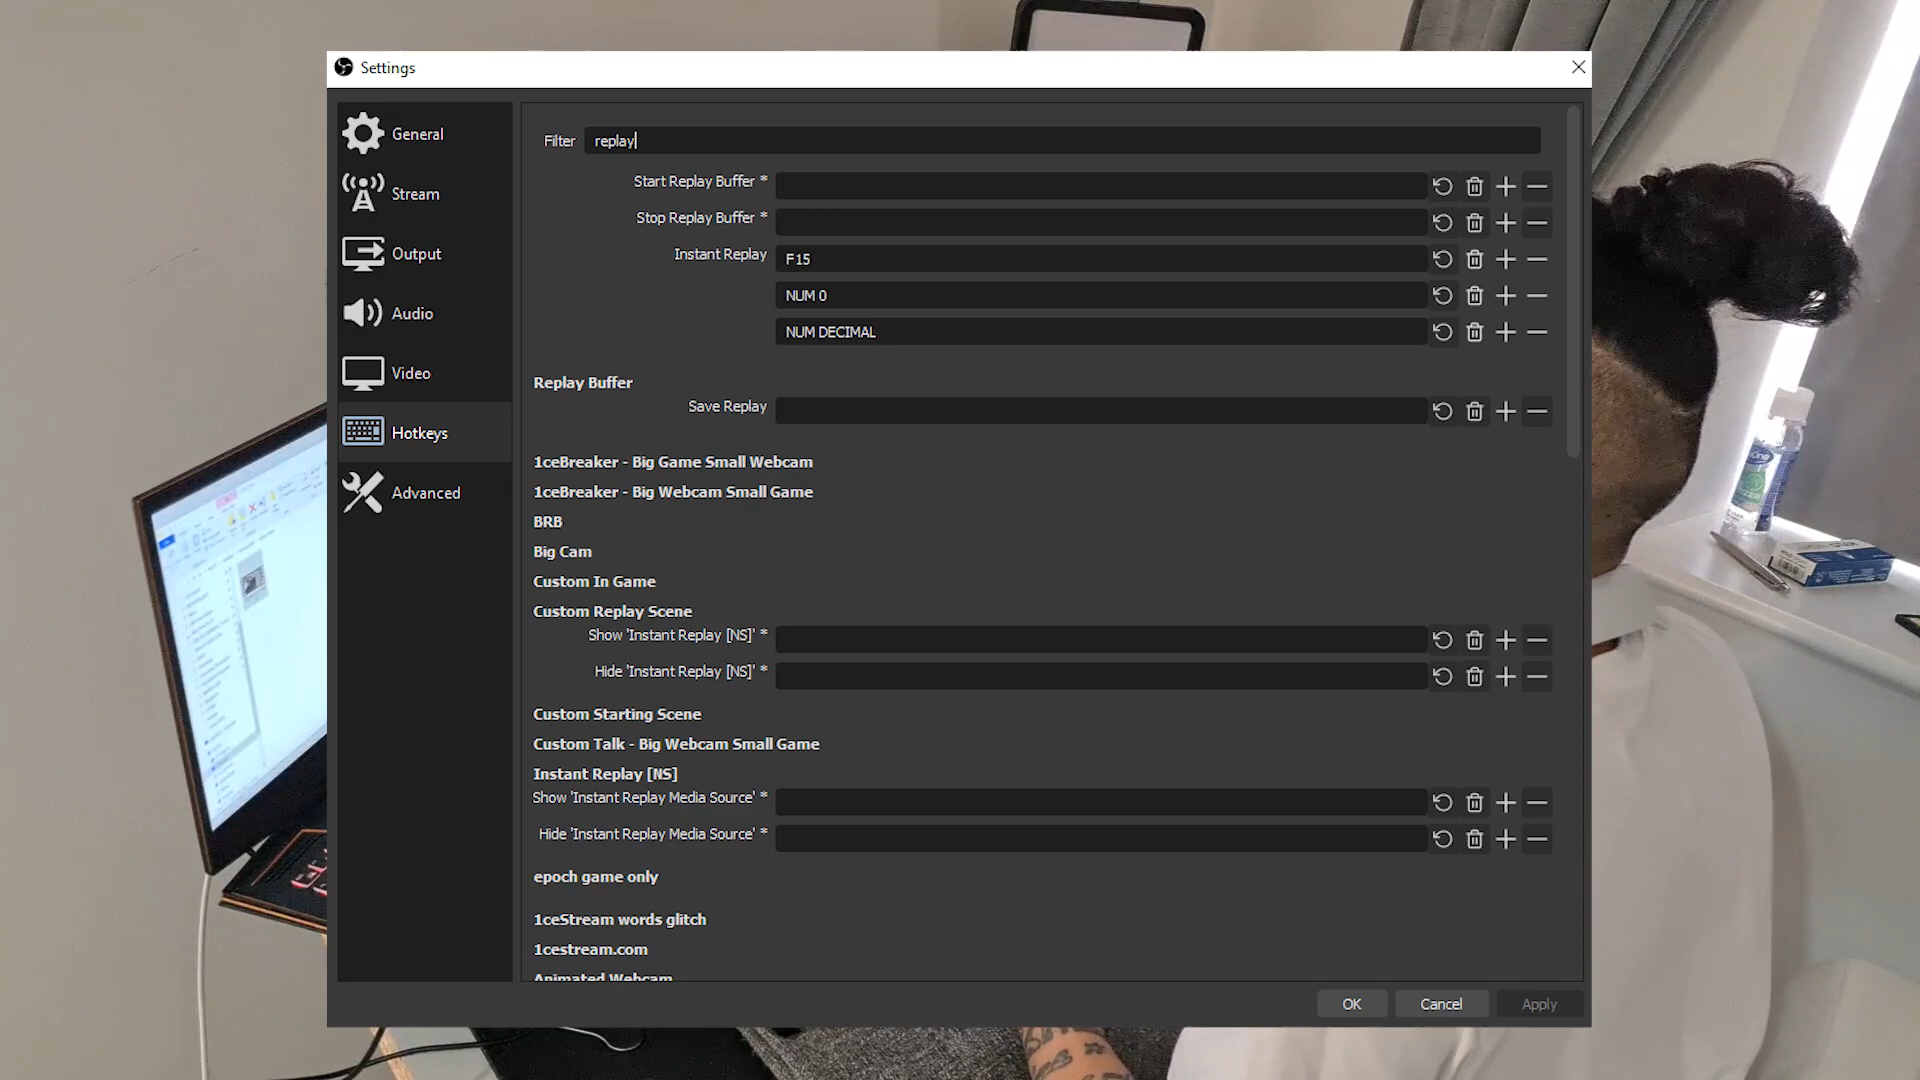 Settings
General
Stream
Output
Audio
Video
Hotkeys
Advanced
Filter replay
Start Replay Buffer *
Stop Replay Buffer *
Instant Replay F15
NUM 0
NUM DECIMAL
Replay Buffer
Save Replay
1ceBreaker - Big Game Small Webcam
1ceBreaker - Big Webcam Small Game
BRB
Big Cam
Custom In Game
Custom Replay Scene
Show 'Instant Replay [NS]' *
Hide 'Instant Replay [NS]' *
Custom Starting Scene
Custom Talk - Big Webcam Small Game
Instant Replay [NS]
Show 'Instant Replay Media Source' *
Hide 'Instant Replay Media Source' *
epoch game only
1ceStream words glitch
1cestream.com
Animated Webcam
OK Cancel Apply